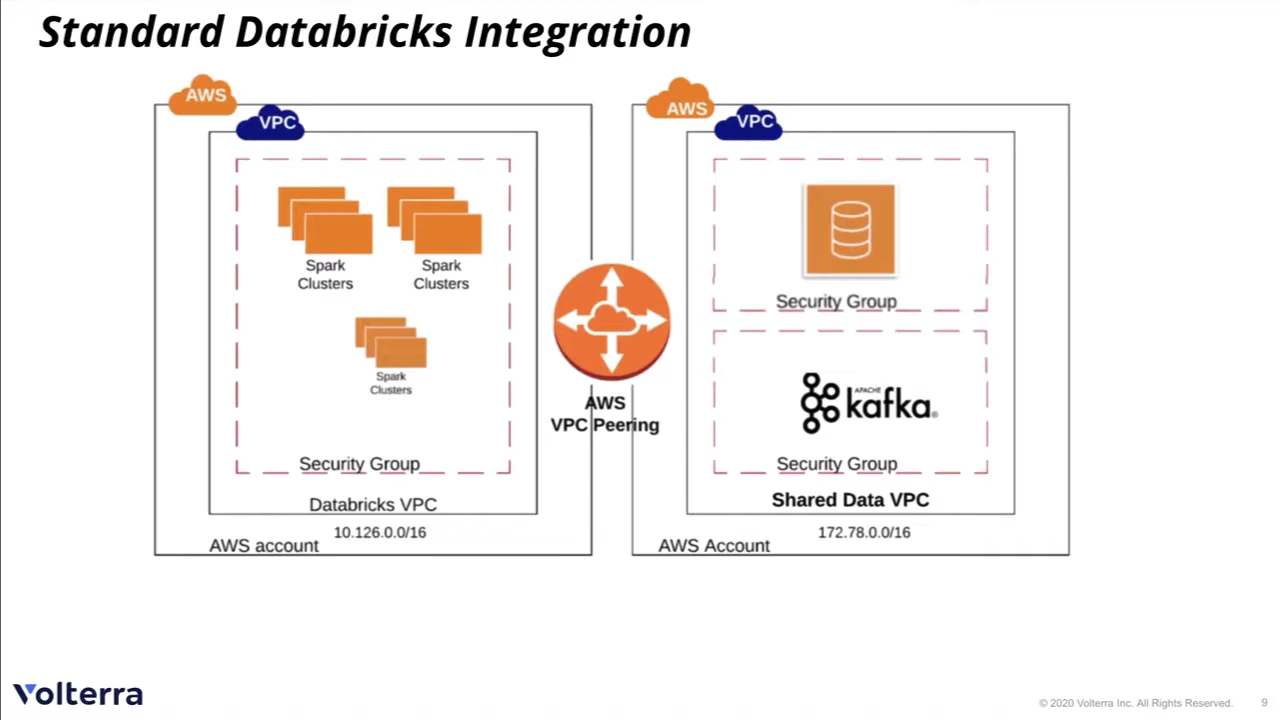 Standard Databricks Integration
AWS
VPC
Spark
Clusters
Spark
Clusters
Spark
Clusters
Security Group
Databricks VPC
10.126.0.0/16
AWS account
AWS
VPC Peering
AWS
VPC
Security Group
APACHE
kafka®
Security Group
Shared Data VPC
172.78.0.0/16
AWS Account
Volterra
© 2020 Volterra Inc. All Rights Reserved.
9